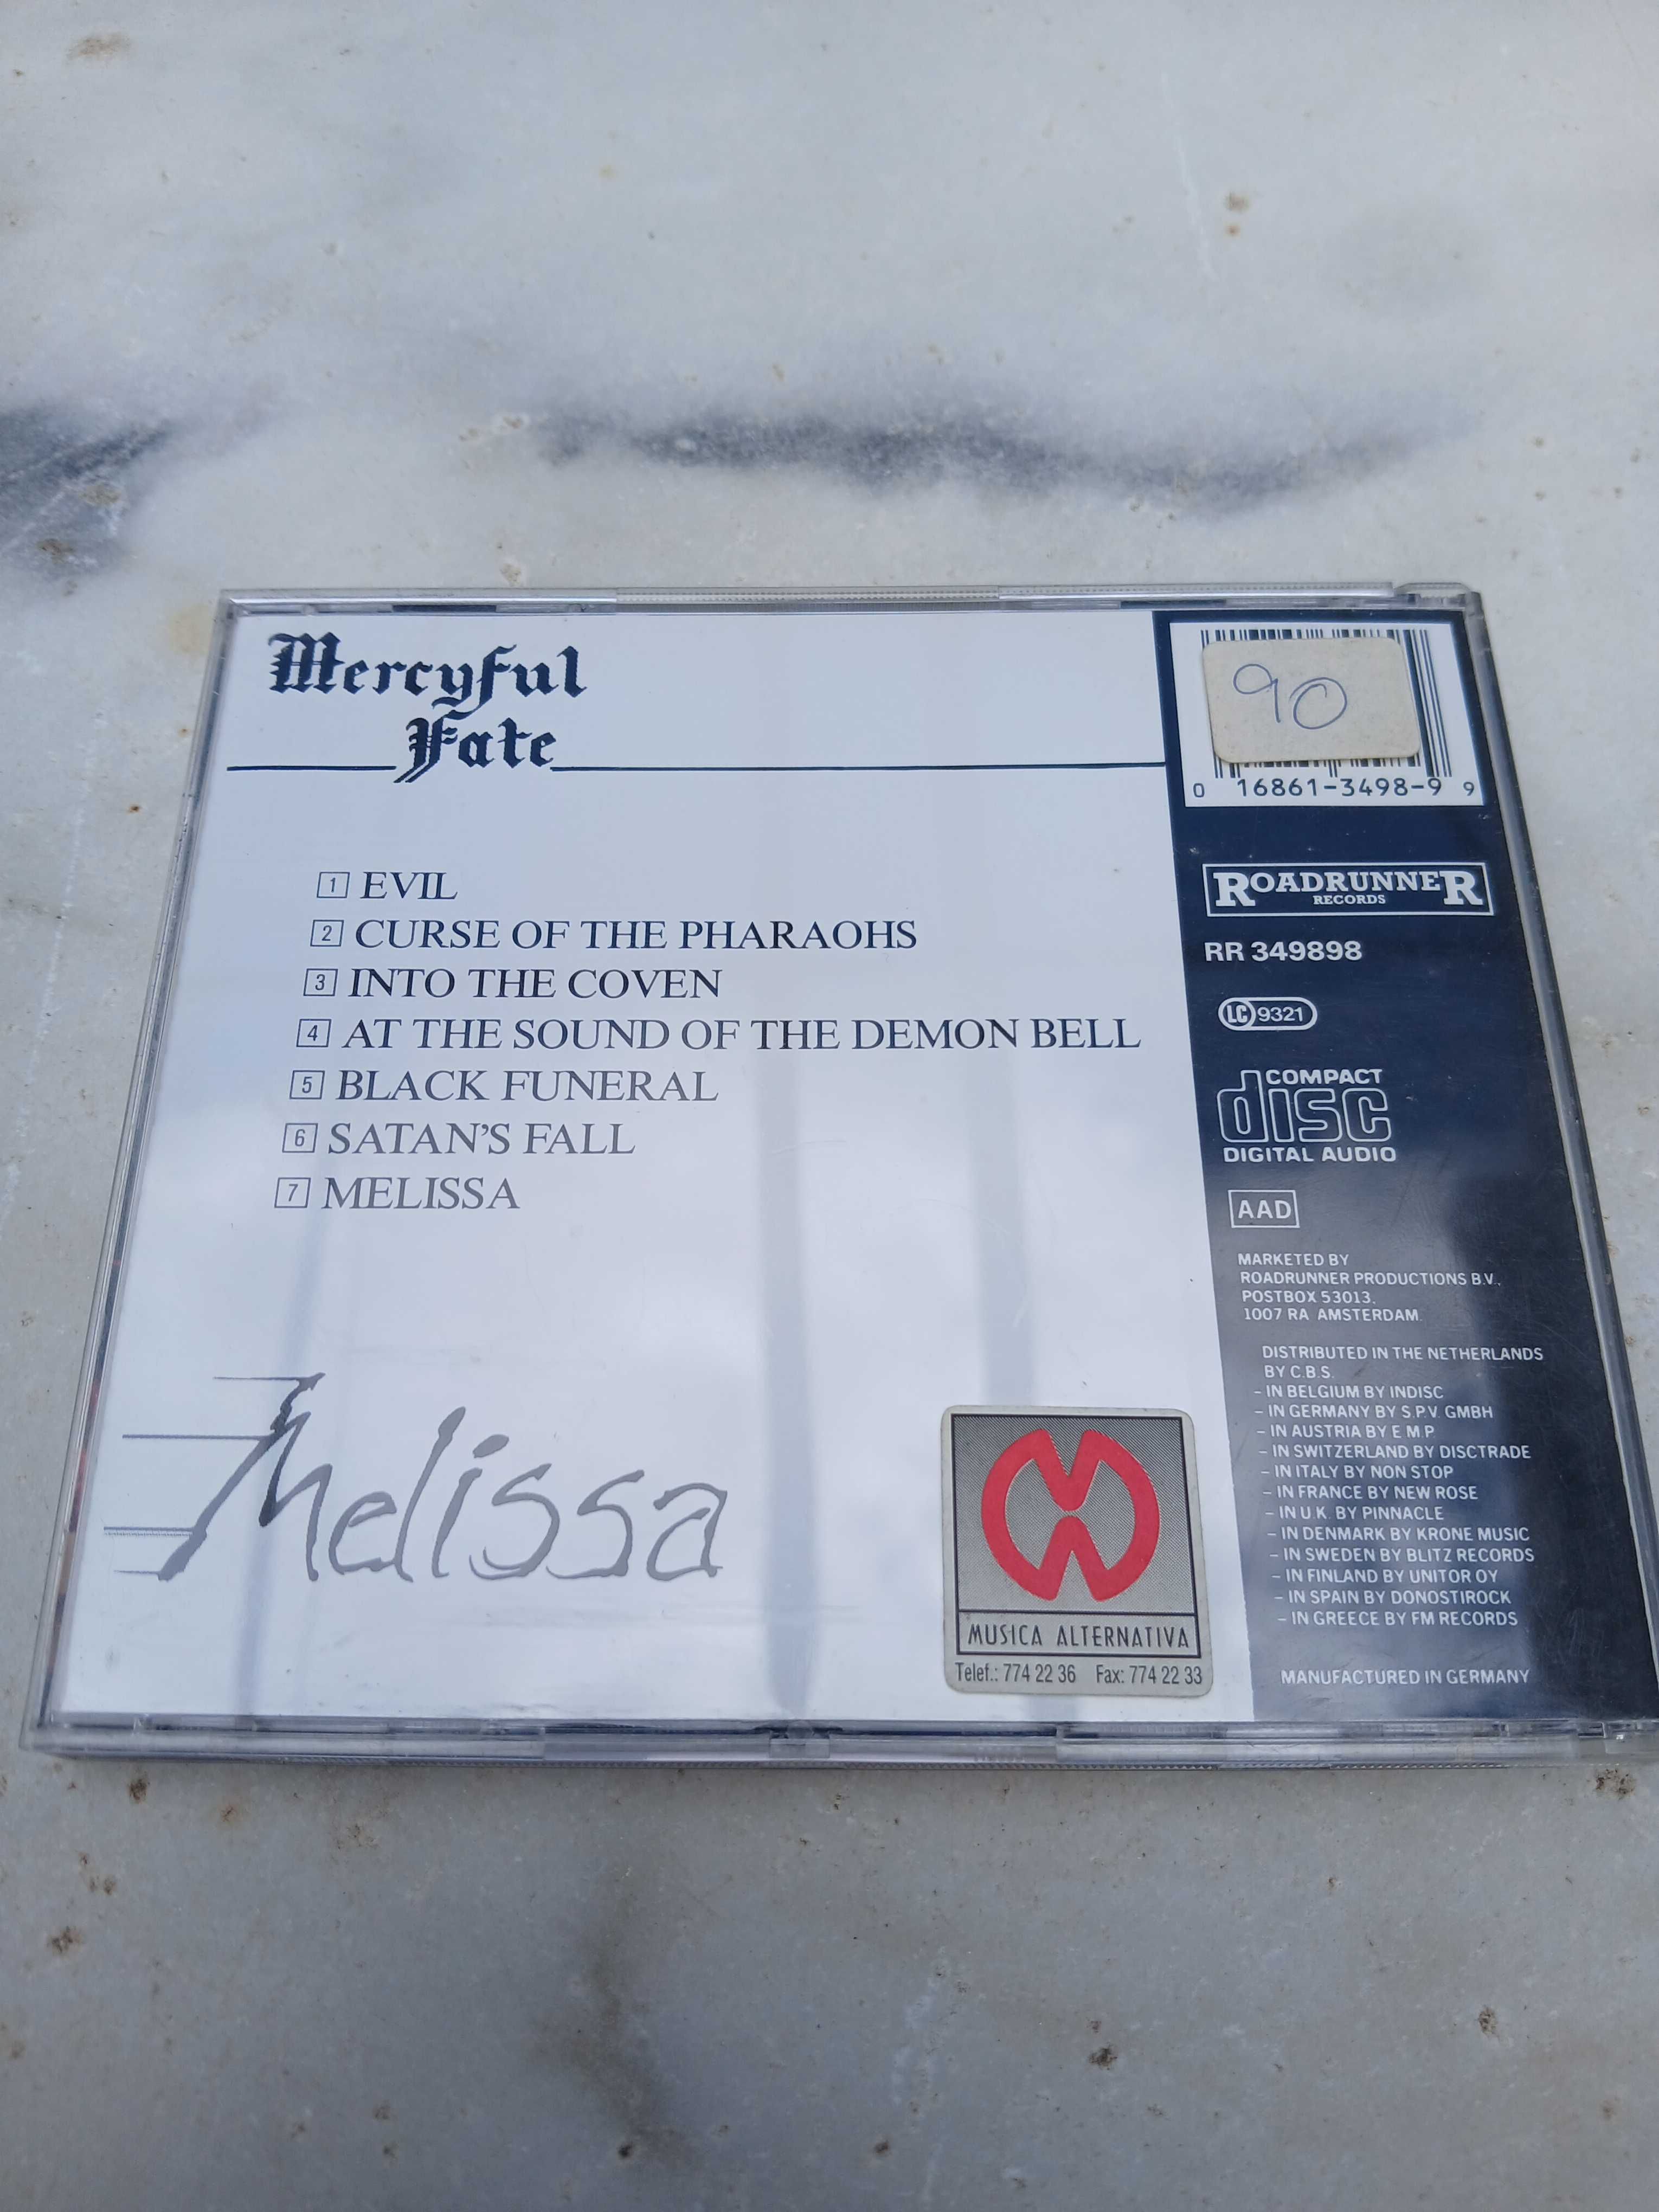 Mercyful
Fate
1 EVIL
2 CURSE OF THE PHARAOHS
3 INTO THE COVEN
4 AT THE SOUND OF THE DEMON BELL
5 BLACK FUNERAL
6 SATAN'S FALL
7 MELISSA
Melissa
MUSICA ALTERNATIVA
Telef.: 774 22 36 Fax: 774 22 33
90
0 16861-3498-9 9
ROADRUNNER
RECORDS
RR 349898
LC 9321
COMPACT
disc
DIGITAL AUDIO
AAD
MARKETED BY
ROADRUNNER PRODUCTIONS B.V.,
POSTBOX 53013,
1007 RA AMSTERDAM.
DISTRIBUTED IN THE NETHERLANDS
BY C.B.S.
– IN BELGIUM BY INDISC
– IN GERMANY BY S.P.V. GMBH
– IN AUSTRIA BY E.M.P.
– IN SWITZERLAND BY DISCTRADE
– IN ITALY BY NON STOP
– IN FRANCE BY NEW ROSE
– IN U.K. BY PINNACLE
– IN DENMARK BY KRONE MUSIC
– IN SWEDEN BY BLITZ RECORDS
– IN FINLAND BY UNITOR OY
– IN SPAIN BY DONOSTIROCK
– IN GREECE BY FM RECORDS
MANUFACTURED IN GERMANY